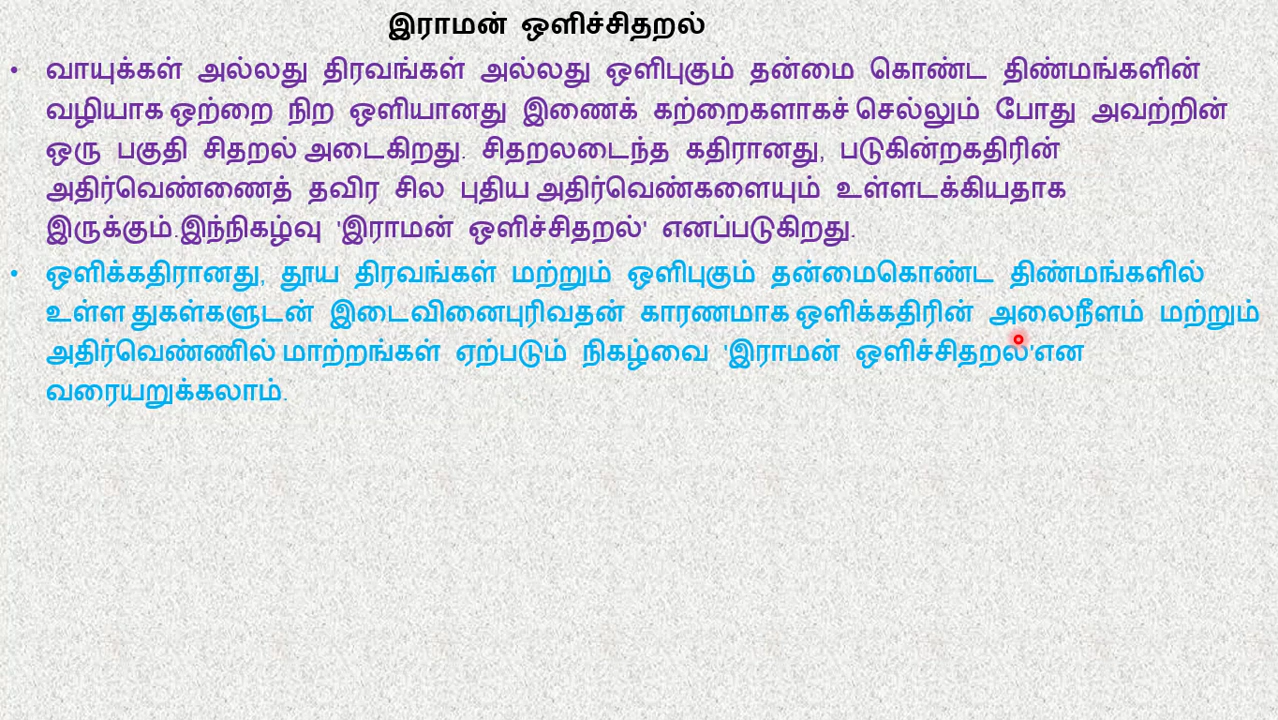 இராமன் ஒளிச்சிதறல்
• வாயுக்கள் அல்லது திரவங்கள் அல்லது ஒளிபுகும் தன்மை கொண்ட திண்மங்களின்
வழியாக ஒற்றை நிற ஒளியானது இணைக் கற்றைகளாகச் செல்லும் போது அவற்றின்
ஒரு பகுதி சிதறல் அடைகிறது. சிதறலடைந்த கதிரானது, படுகின்றகதிரின்
அதிர்வெண்ணைத் தவிர சில புதிய அதிர்வெண்களையும் உள்ளடக்கியதாக
இருக்கும்.இந்நிகழ்வு 'இராமன் ஒளிச்சிதறல்' எனப்படுகிறது.
• ஒளிக்கதிரானது, தூய திரவங்கள் மற்றும் ஒளிபுகும் தன்மைகொண்ட திண்மங்களில்
உள்ள துகள்களுடன் இடைவினைபுரிவதன் காரணமாக ஒளிக்கதிரின் அலைநீளம் மற்றும்
அதிர்வெண்ணில் மாற்றங்கள் ஏற்படும் நிகழ்வை 'இராமன் ஒளிச்சிதறல்'என
வரையறுக்கலாம்.